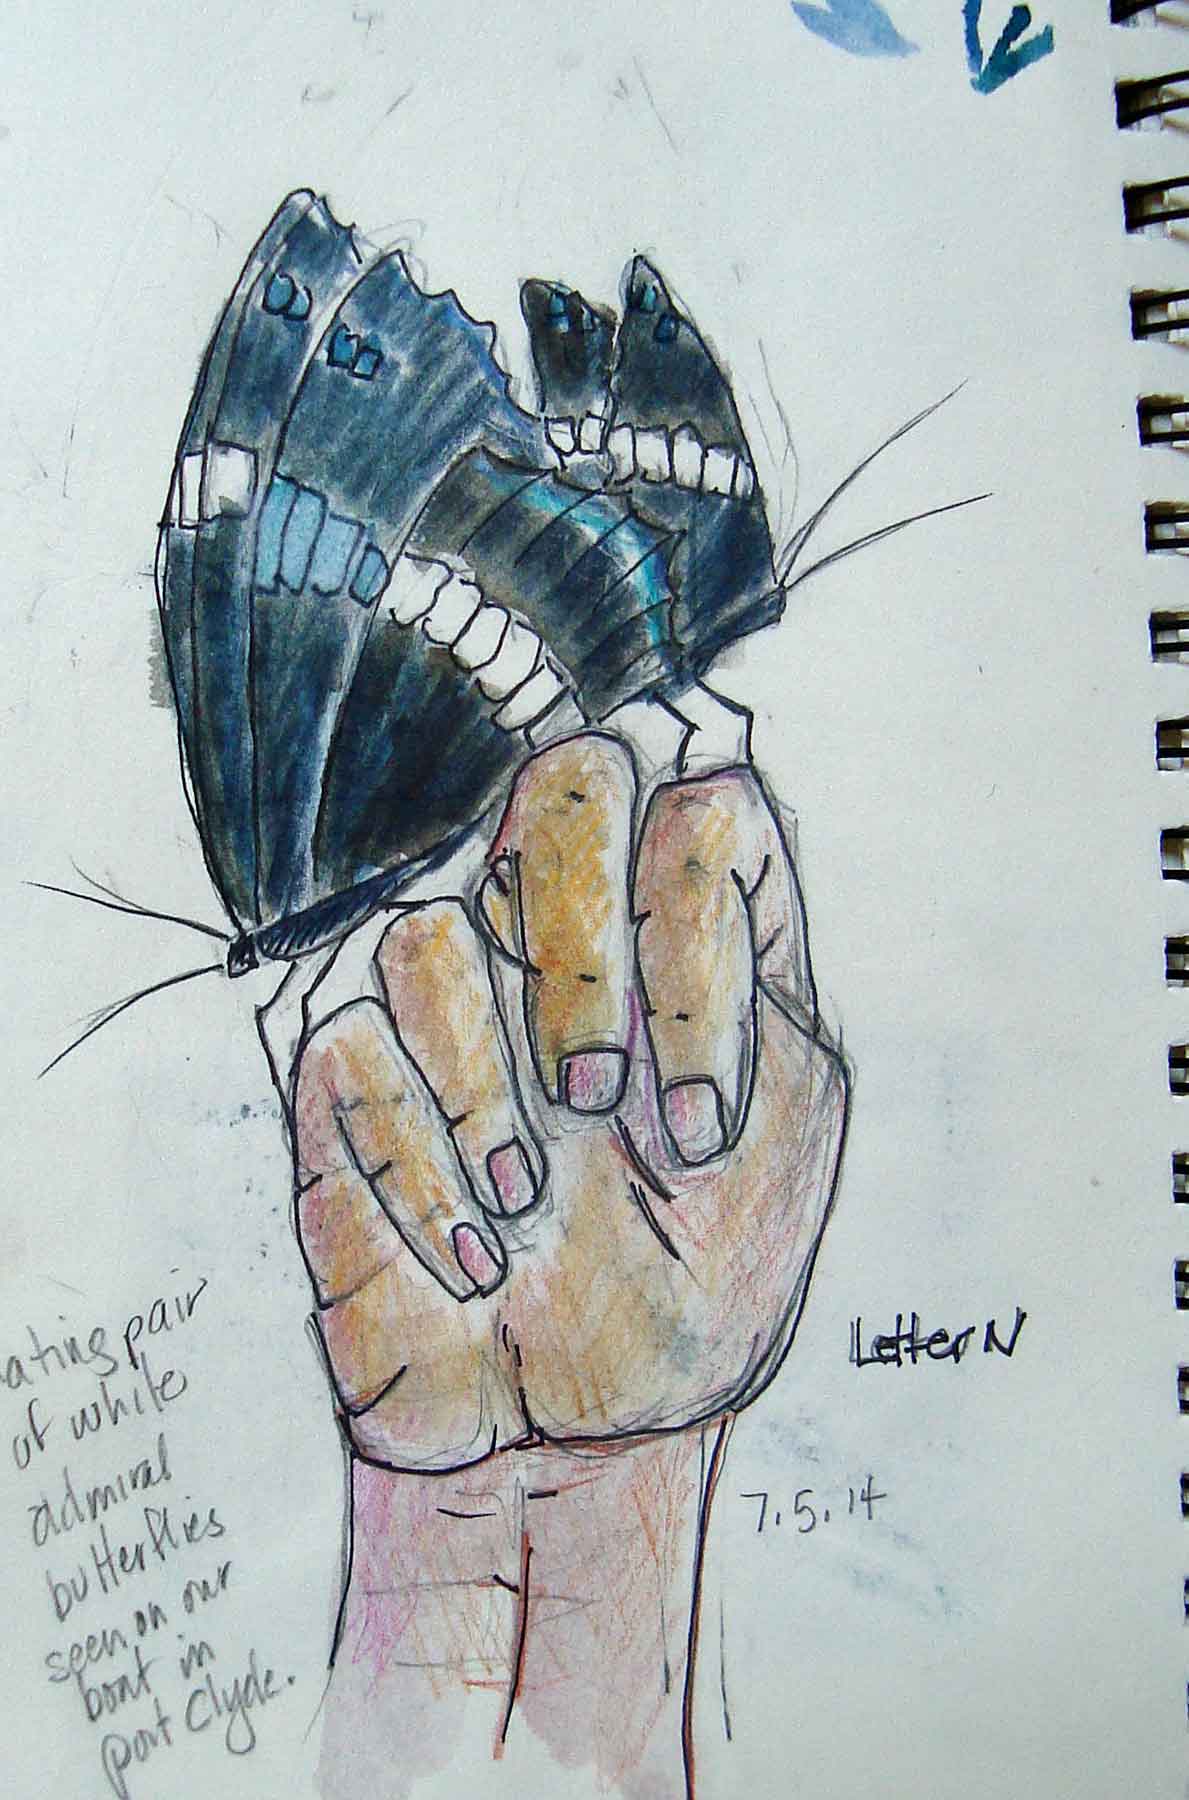 ating pair
of white
admiral
butterflies
seen on our
boat in
port Clyde.
Letter N
7.5.14